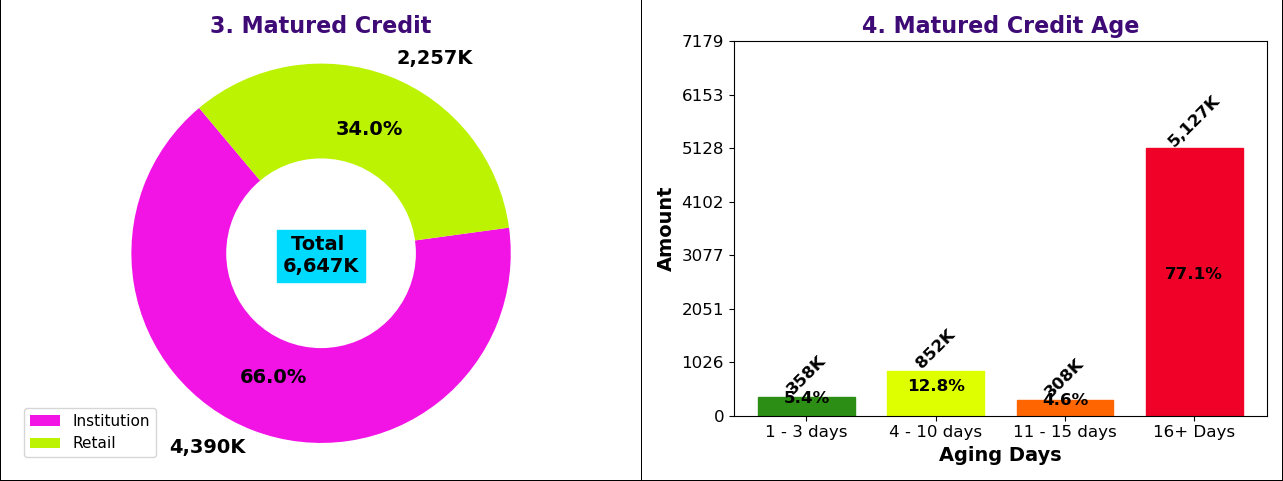 3. Matured Credit
2,257K
34.0%
Total
6,647K
66.0%
Institution
Retail
4,390K
4. Matured Credit Age
7179
6153
5128
4102
3077
2051
1026
0
Amount
358K
5.4%
852K
12.8%
308K
4.6%
5,127K
77.1%
1 - 3 days
4 - 10 days
11 - 15 days
16+ Days
Aging Days